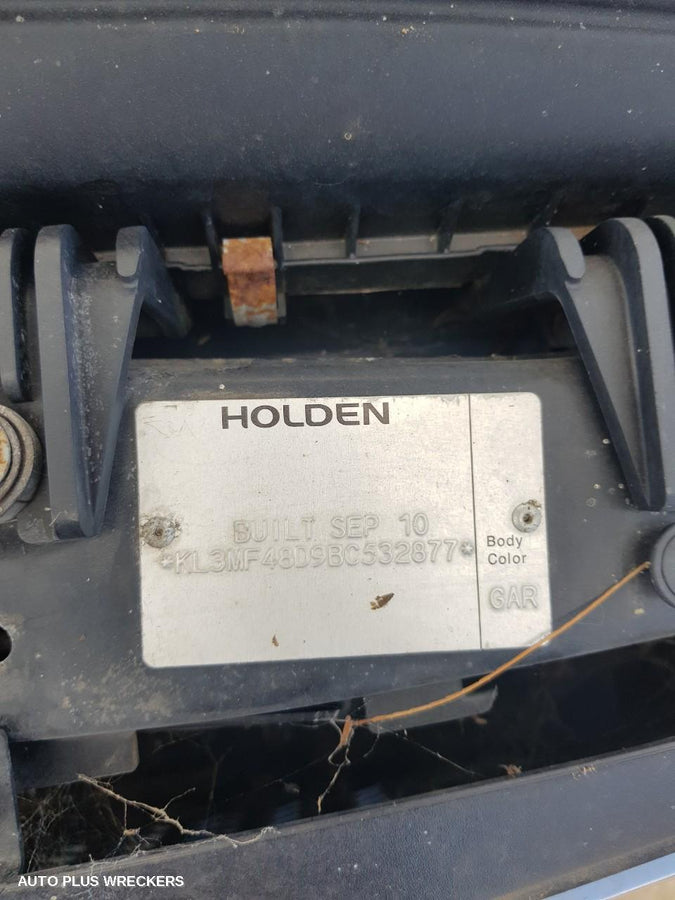 HOLDEN
BUILT SEP 10
*KL3MF48D9BC532877*
Body
Color
GAR
AUTO PLUS WRECKERS